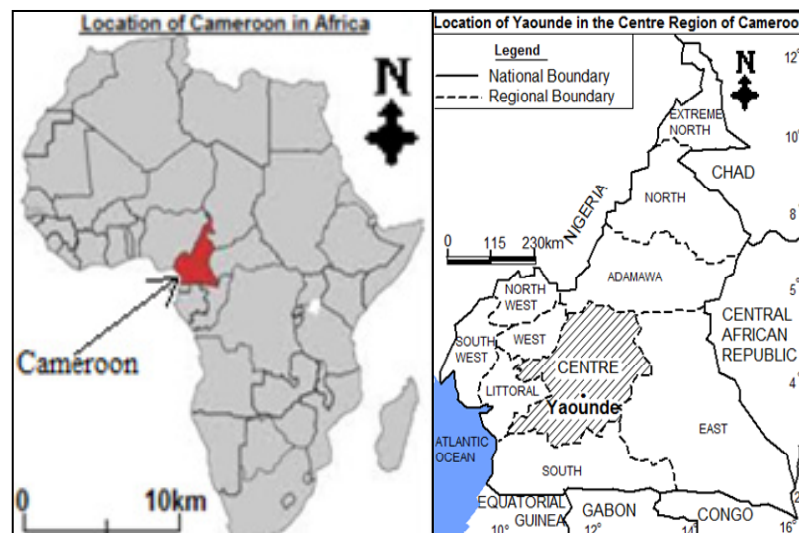 Location of Cameroon in Africa
N
Cameroon
0 10km
Location of Yaounde in the Centre Region of Cameroo
Legend
National Boundary
Regional Boundary
N
12°
EXTREME
NORTH
10°
CHAD
NORTH
NIGERIA
8°
0 115 230km
ADAMAWA
5°
NORTH
WEST
CENTRAL
AFRICAN
REPUBLIC
SOUTH
WEST
WEST
CENTRE
4°
LITTORAL
Yaounde
EAST
ATLANTIC
OCEAN
SOUTH
2°
EQUATORIAL
GUINEA
GABON
CONGO
10° 12° 14° 16°